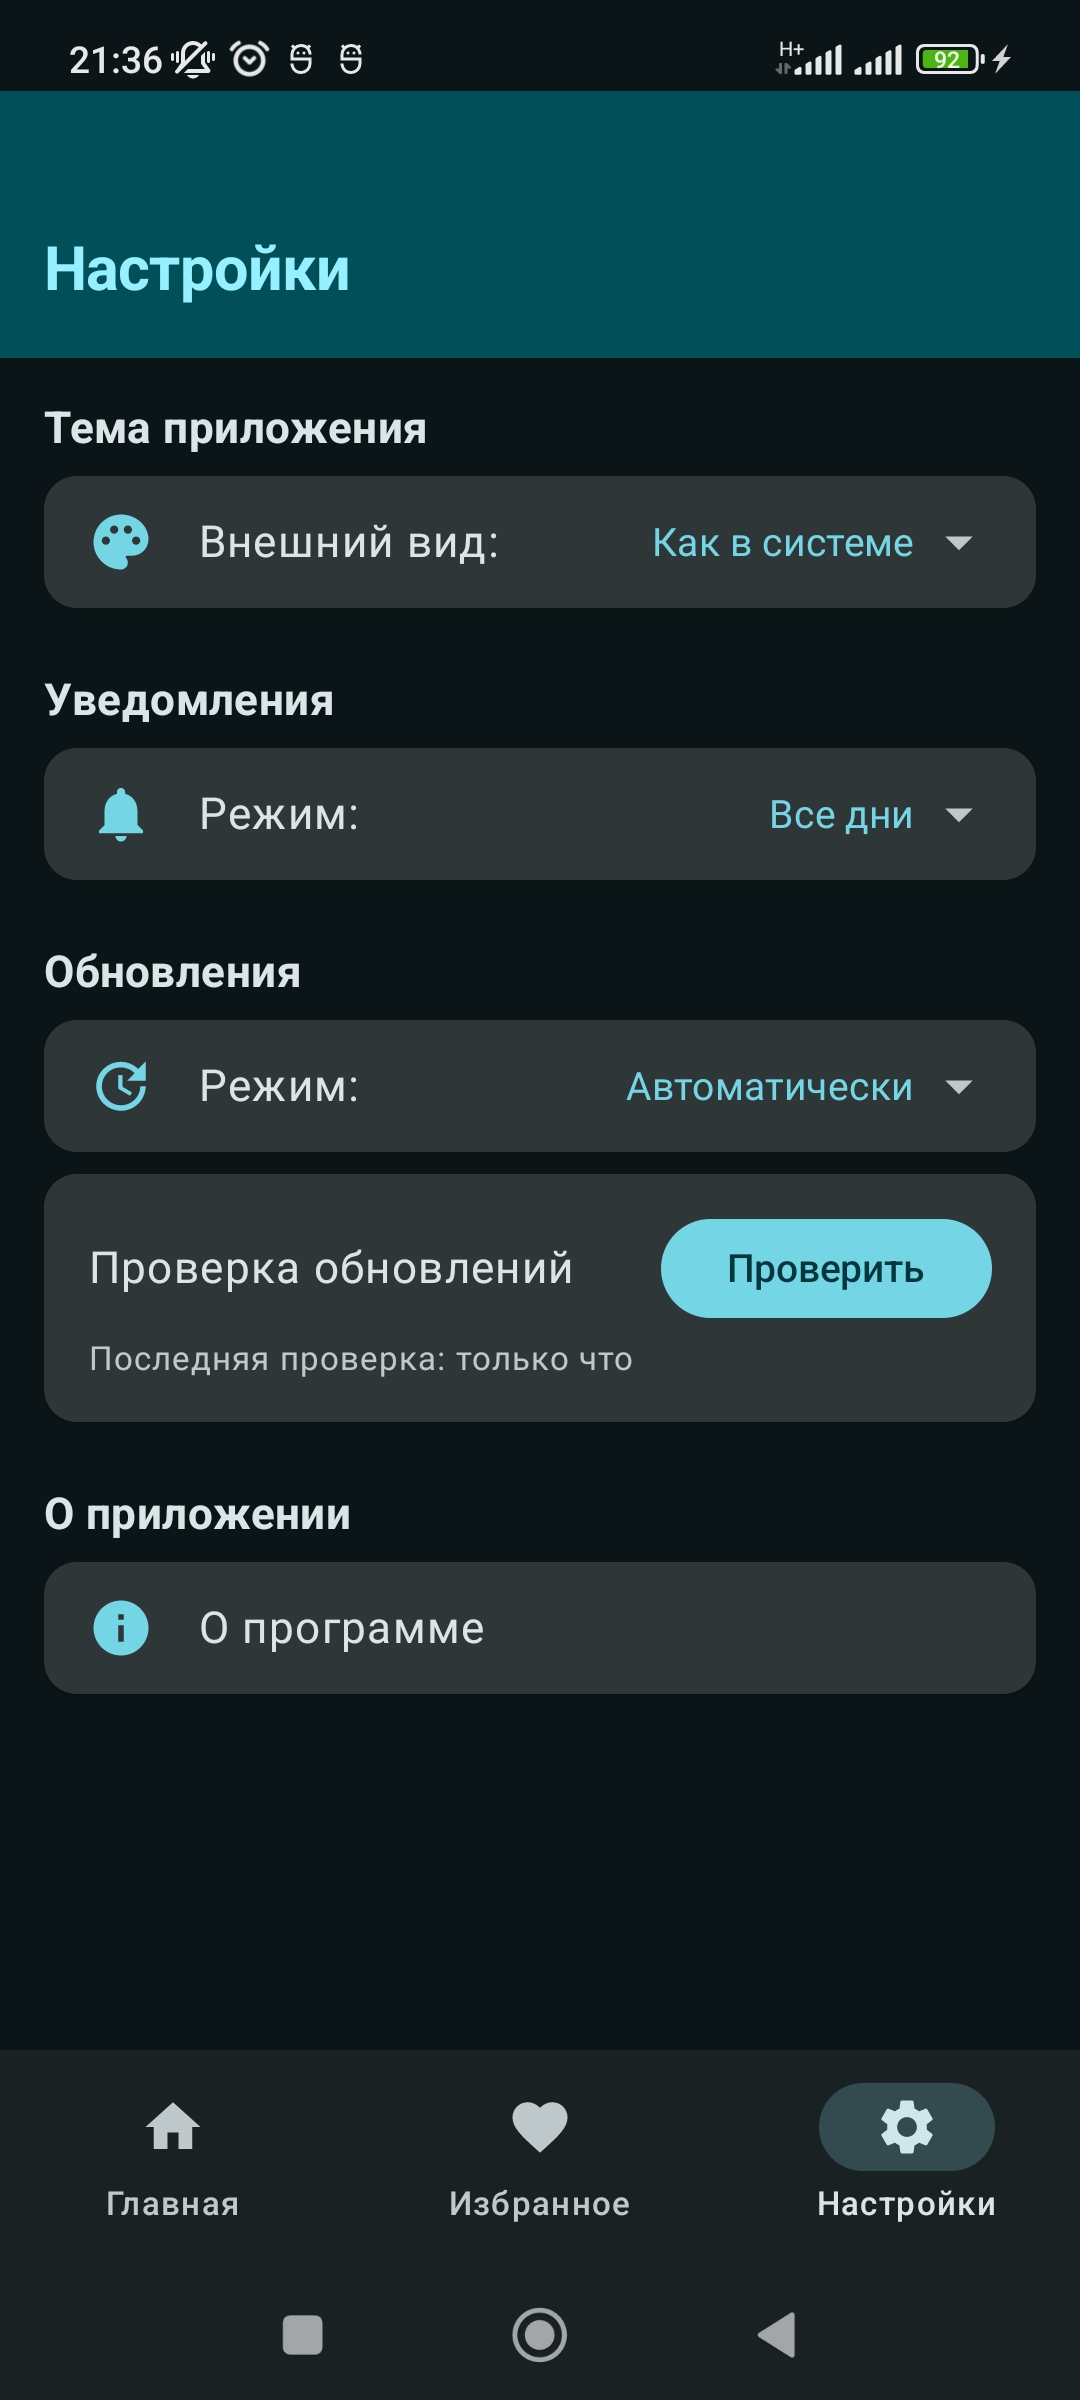 21:36 H+ 92
Настройки
Тема приложения
Внешний вид: Как в системе
Уведомления
Режим: Все дни
Обновления
Режим: Автоматически
Проверка обновлений Проверить
Последняя проверка: только что
О приложении
О программе
Главная Избранное Настройки